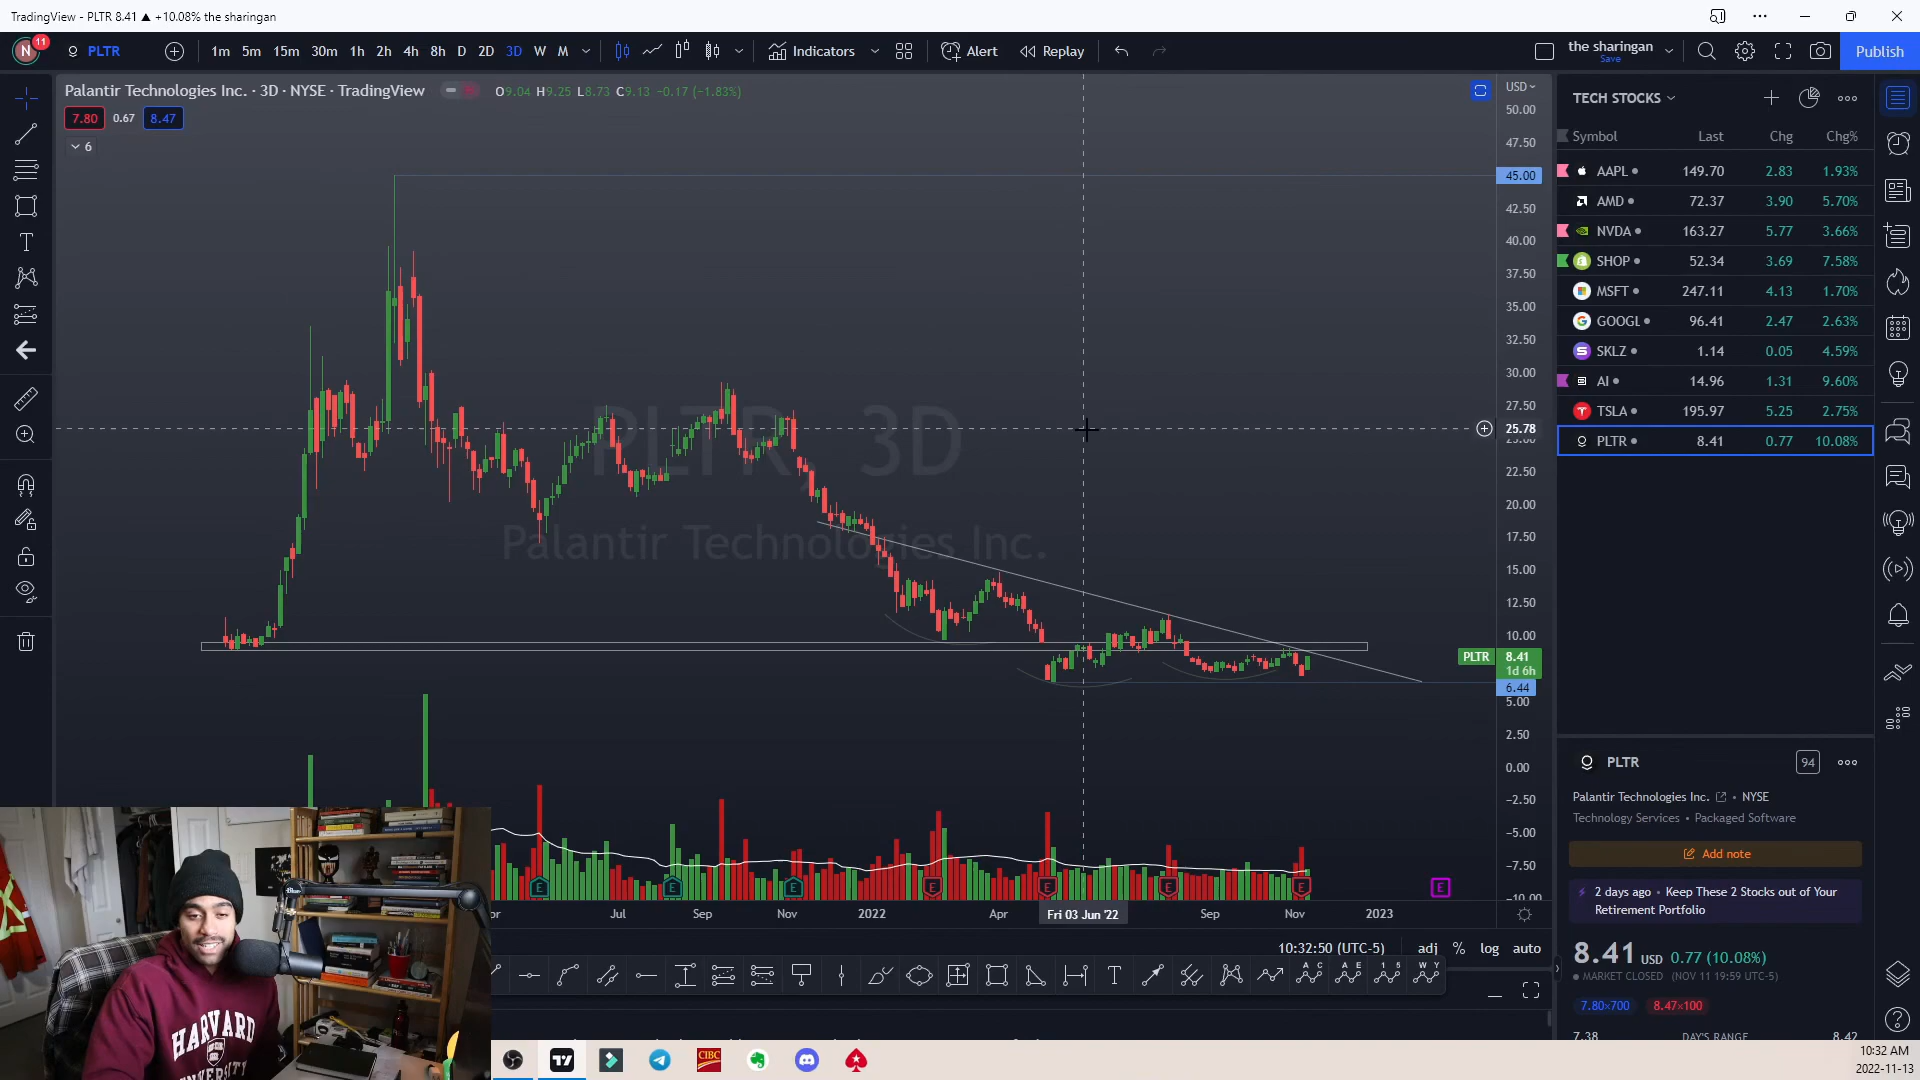 TradingView - PLTR 8.41 ▲ +10.08% the sharingan
N 11 PLTR 1m 5m 15m 30m 1h 2h 4h 8h D 2D 3D W M Indicators Alert Replay the sharingan Save Publish
Palantir Technologies Inc. · 3D · NYSE · TradingView O9.04 H9.25 L8.73 C9.13 -0.17 (-1.83%)
7.80 0.67 8.47
6
USD
50.00
47.50
45.00
42.50
40.00
37.50
35.00
32.50
30.00
27.50
25.78
25.00
22.50
20.00
17.50
15.00
12.50
10.00
PLTR 8.41
1d 6h
6.44
5.00
2.50
0.00
−2.50
−5.00
−7.50
−10.00
PLTR, 3D
Palantir Technologies Inc.
E E E E E E E E
Jul Sep Nov 2022 Apr Fri 03 Jun '22 Sep Nov 2023
10:32:50 (UTC-5) adj % log auto
TECH STOCKS
Symbol Last Chg Chg%
AAPL 149.70 2.83 1.93%
AMD 72.37 3.90 5.70%
NVDA 163.27 5.77 3.66%
SHOP 52.34 3.69 7.58%
MSFT 247.11 4.13 1.70%
GOOGL 96.41 2.47 2.63%
SKLZ 1.14 0.05 4.59%
AI 14.96 1.31 9.60%
TSLA 195.97 5.25 2.75%
PLTR 8.41 0.77 10.08%
PLTR 94
Palantir Technologies Inc. NYSE
Technology Services • Packaged Software
Add note
2 days ago • Keep These 2 Stocks out of Your
Retirement Portfolio
8.41 USD 0.77 (10.08%)
MARKET CLOSED (NOV 11 19:59 UTC-5)
7.80×700 8.47×100
7.38 DAY'S RANGE 8.42
HARVARD
UNIVERSITY
CIBC
10:32 AM
2022-11-13